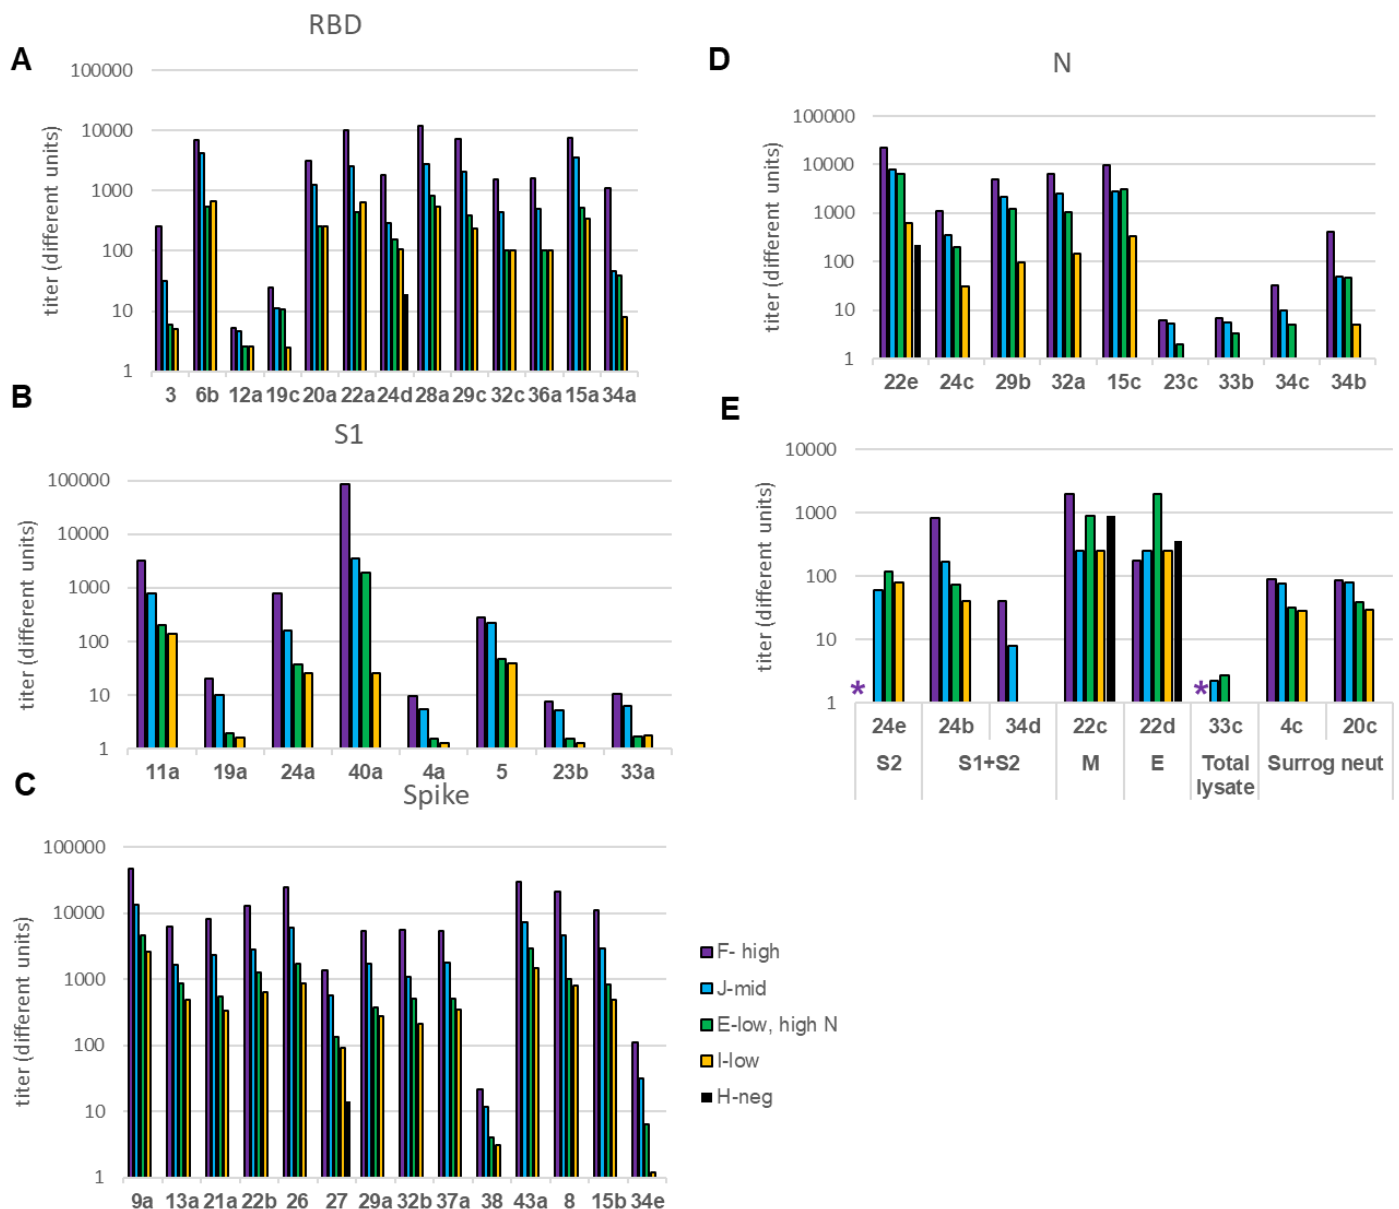 A
RBD
titer (different units)
100000
10000
1000
100
10
1
3 6b 12a 19c 20a 22a 24d 28a 29c 32c 36a 15a 34a
B
S1
titer (different units)
100000
10000
1000
100
10
1
11a 19a 24a 40a 4a 5 23b 33a
C
Spike
titer (different units)
100000
10000
1000
100
10
1
9a 13a 21a 22b 26 27 29a 32b 37a 38 43a 8 15b 34e
D
N
titer (different units)
100000
10000
1000
100
10
1
22e 24c 29b 32a 15c 23c 33b 34c 34b
E
titer (different units)
10000
1000
100
10
1
* *
24e 24b 34d 22c 22d 33c 4c 20c
S2 S1+S2 M E Total lysate Surrog neut
F- high
J-mid
E-low, high N
I-low
H-neg